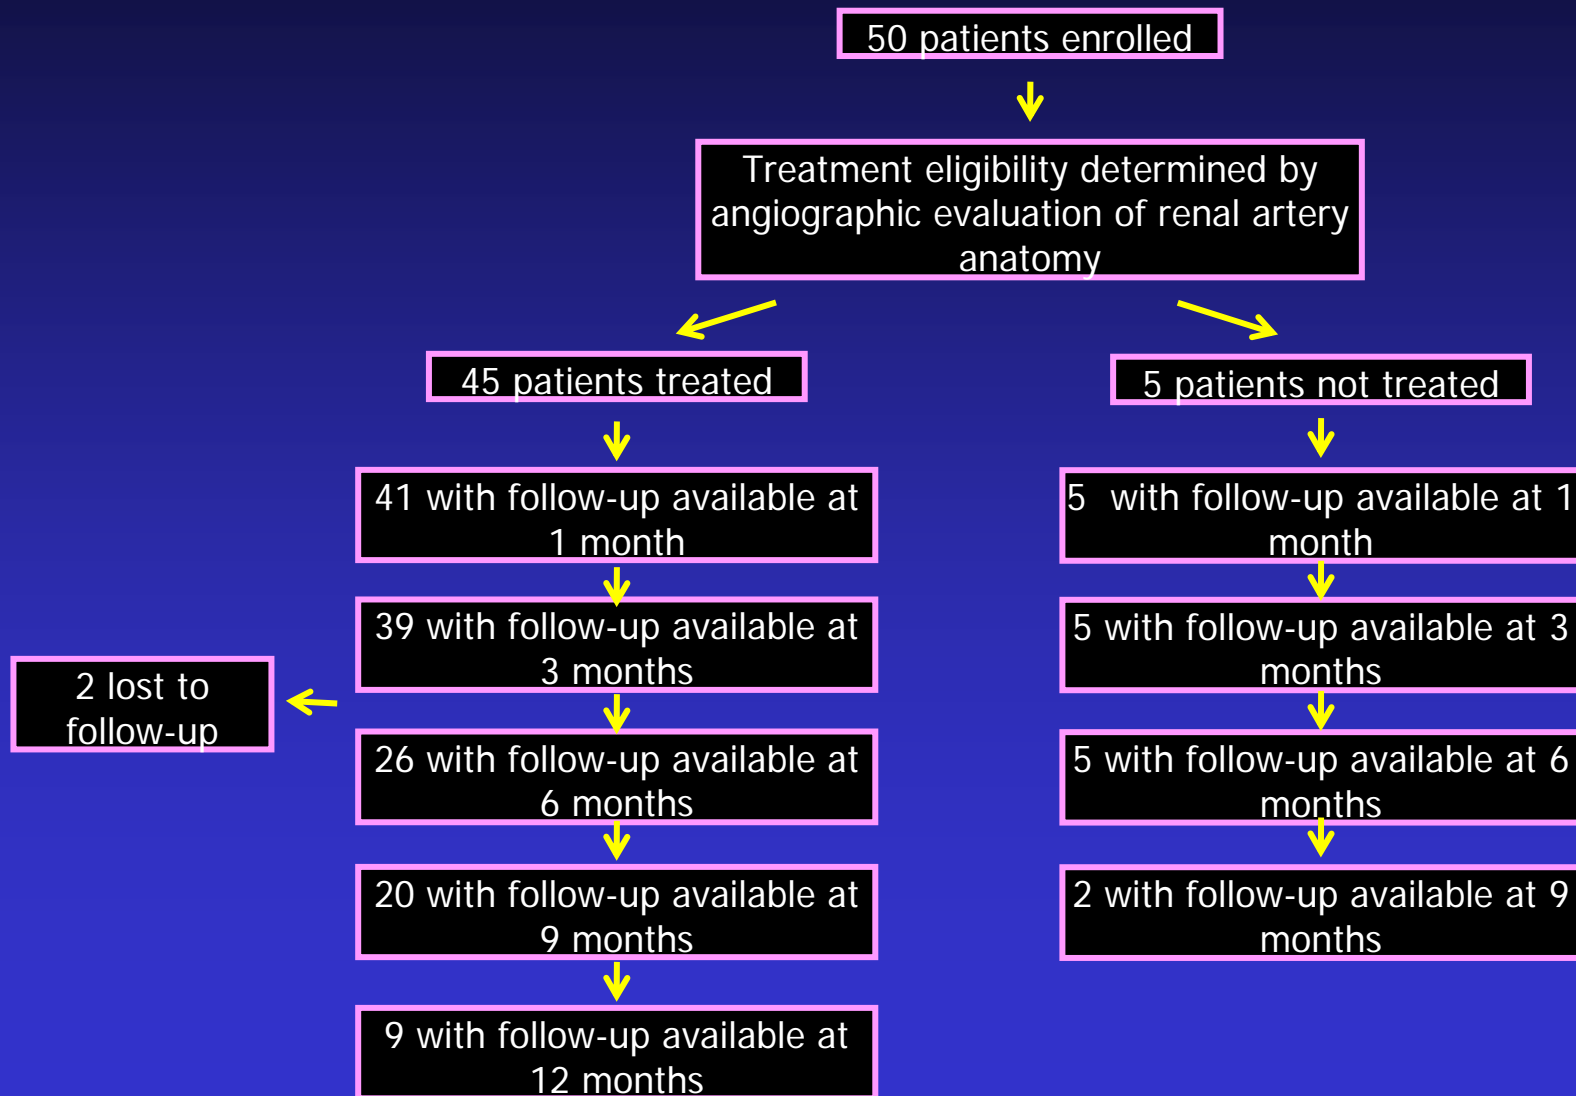 50 patients enrolled
Treatment eligibility determined by
angiographic evaluation of renal artery
anatomy
45 patients treated
5 patients not treated
41 with follow-up available at
1 month
5 with follow-up available at 1
month
39 with follow-up available at
3 months
5 with follow-up available at 3
months
2 lost to
follow-up
26 with follow-up available at
6 months
5 with follow-up available at 6
months
20 with follow-up available at
9 months
2 with follow-up available at 9
months
9 with follow-up available at
12 months